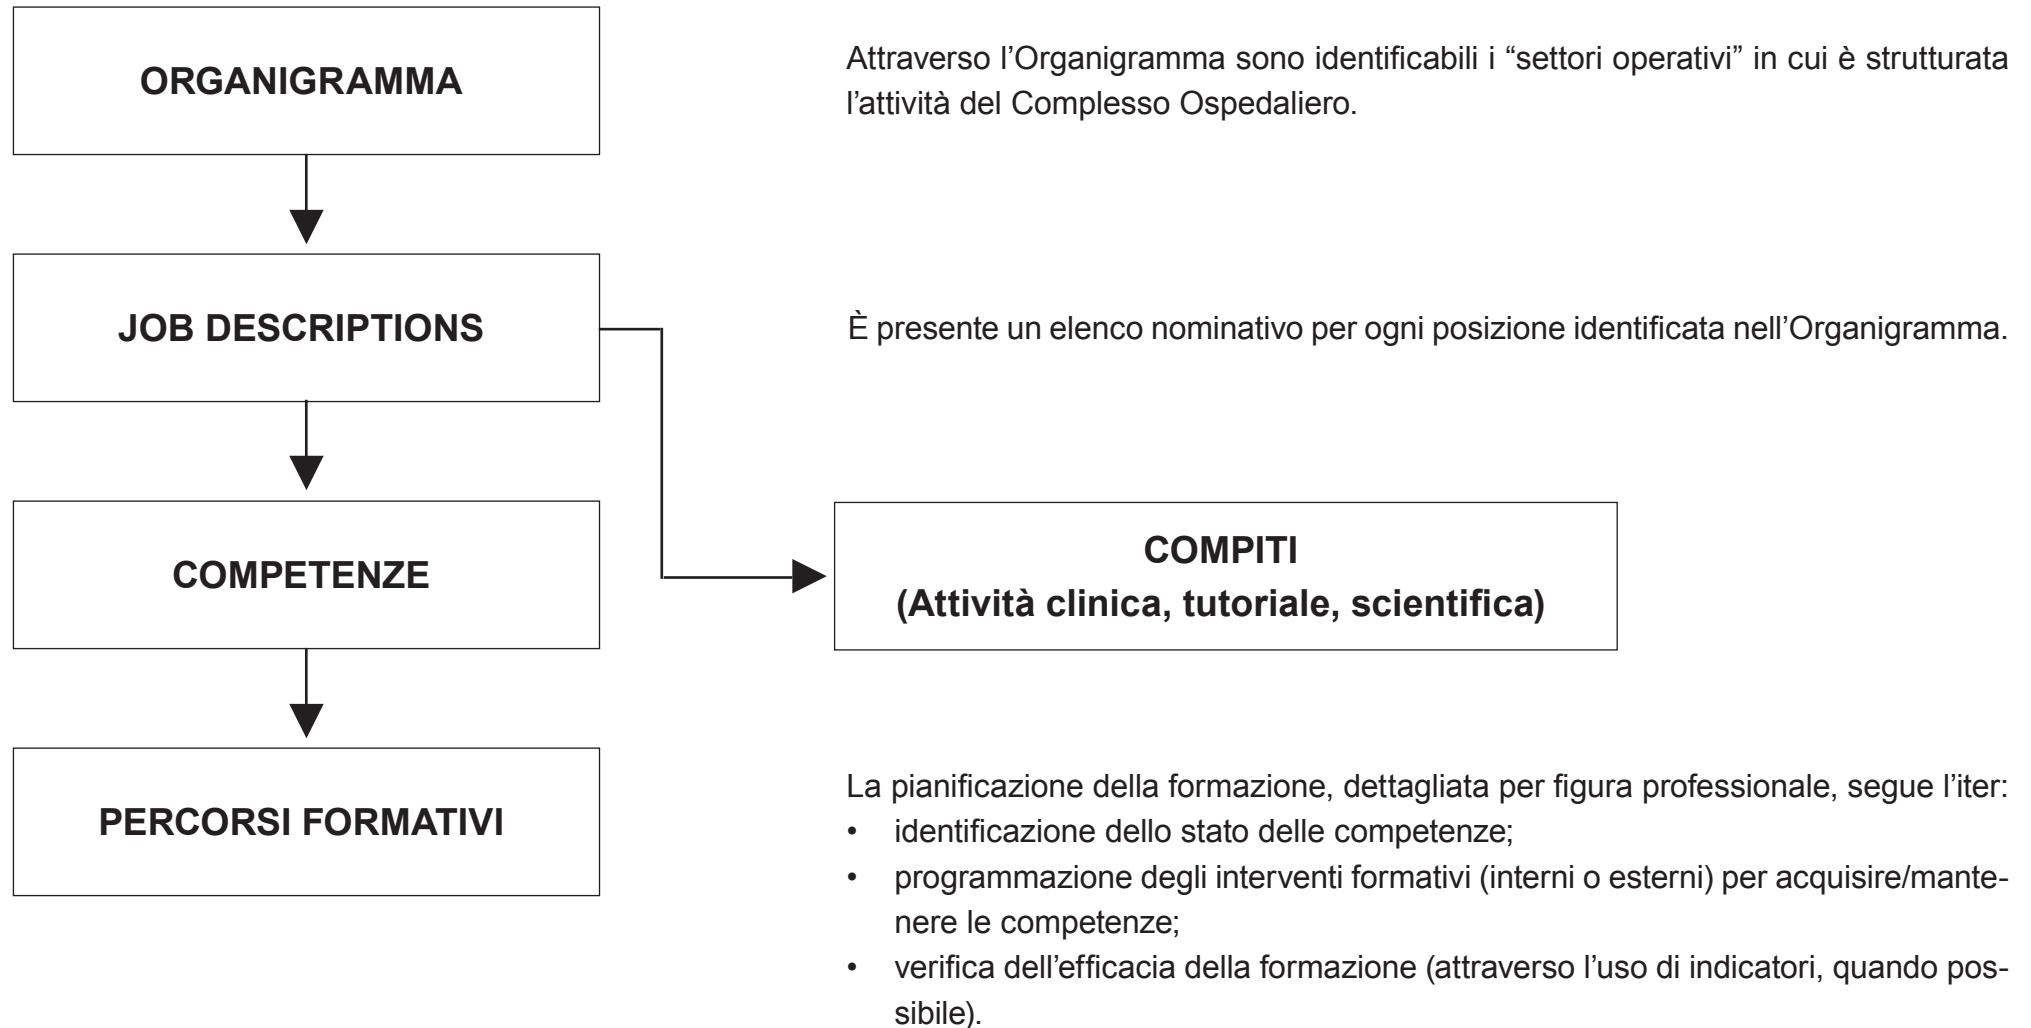 ORGANIGRAMMA
Attraverso l’Organigramma sono identificabili i “settori operativi” in cui è strutturata
l’attività del Complesso Ospedaliero.
JOB DESCRIPTIONS
È presente un elenco nominativo per ogni posizione identificata nell’Organigramma.
COMPETENZE
COMPITI
(Attività clinica, tutoriale, scientifica)
PERCORSI FORMATIVI
La pianificazione della formazione, dettagliata per figura professionale, segue l’iter:
• identificazione dello stato delle competenze;
• programmazione degli interventi formativi (interni o esterni) per acquisire/mante-
nere le competenze;
• verifica dell’efficacia della formazione (attraverso l’uso di indicatori, quando pos-
sibile).